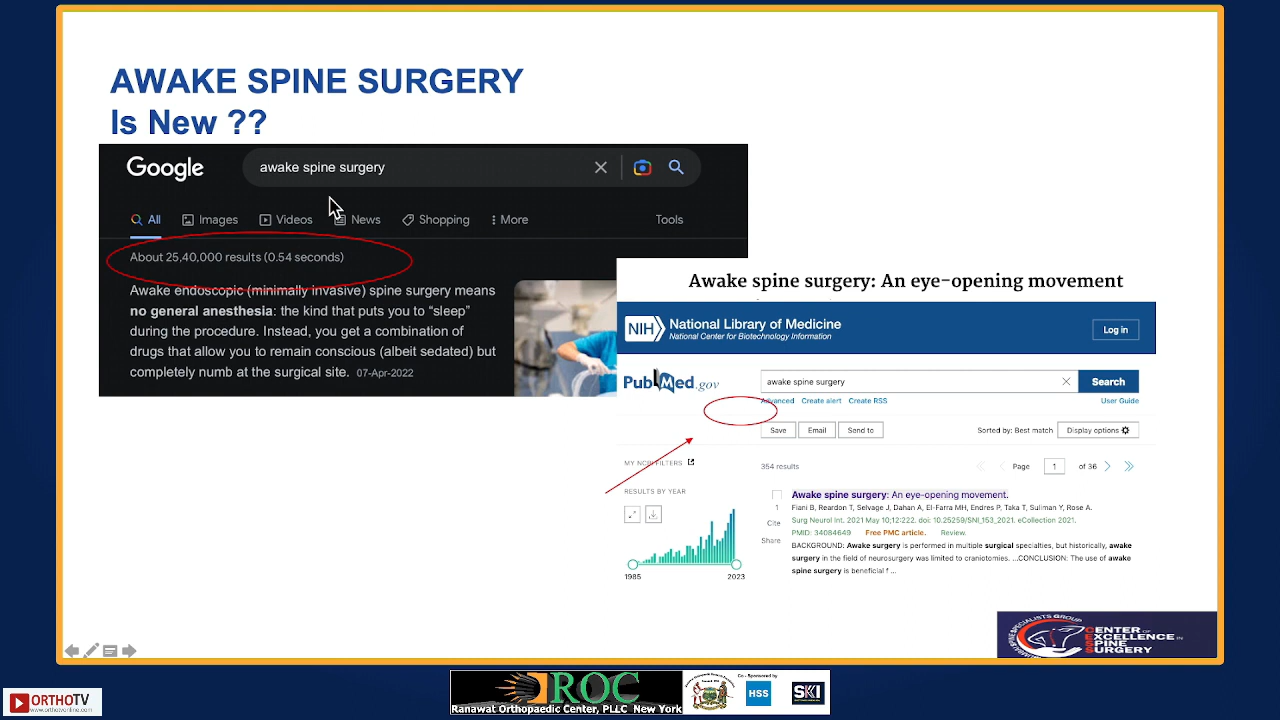 AWAKE SPINE SURGERY
Is New ??
Google
awake spine surgery
All
Images
Videos
News
Shopping
More
Tools
About 25,40,000 results (0.54 seconds)
Awake endoscopic (minimally invasive) spine surgery means
no general anesthesia: the kind that puts you to “sleep”
during the procedure. Instead, you get a combination of
drugs that allow you to remain conscious (albeit sedated) but
completely numb at the surgical site. 07-Apr-2022
Awake spine surgery: An eye-opening movement
NIH
National Library of Medicine
National Center for Biotechnology Information
Log in
PubMed.gov
awake spine surgery
Search
Advanced
Create alert
Create RSS
User Guide
Save
Email
Send to
Sorted by: Best match
Display options
MY NCBI FILTERS
354 results
Page
1
of 36
RESULTS BY YEAR
1985
2023
1
Cite
Share
Awake spine surgery: An eye-opening movement.
Fiani B, Reardon T, Selvage J, Dahan A, El-Farra MH, Endres P, Taka T, Suliman Y, Rose A.
Surg Neurol Int. 2021 May 10;12:222. doi: 10.25259/SNI_153_2021. eCollection 2021.
PMID: 34084649 Free PMC article. Review.
BACKGROUND: Awake surgery is performed in multiple surgical specialties, but historically, awake
surgery in the field of neurosurgery was limited to craniotomies. ...CONCLUSION: The use of awake
spine surgery is beneficial f ...
CENTER OF
EXCELLENCE IN
SPINE
SURGERY
ORTHOTV
www.orthotvonline.com
ROC
Ranawat Orthopaedic Center, PLLC New York
Co - Sponsored by
HSS
SKI